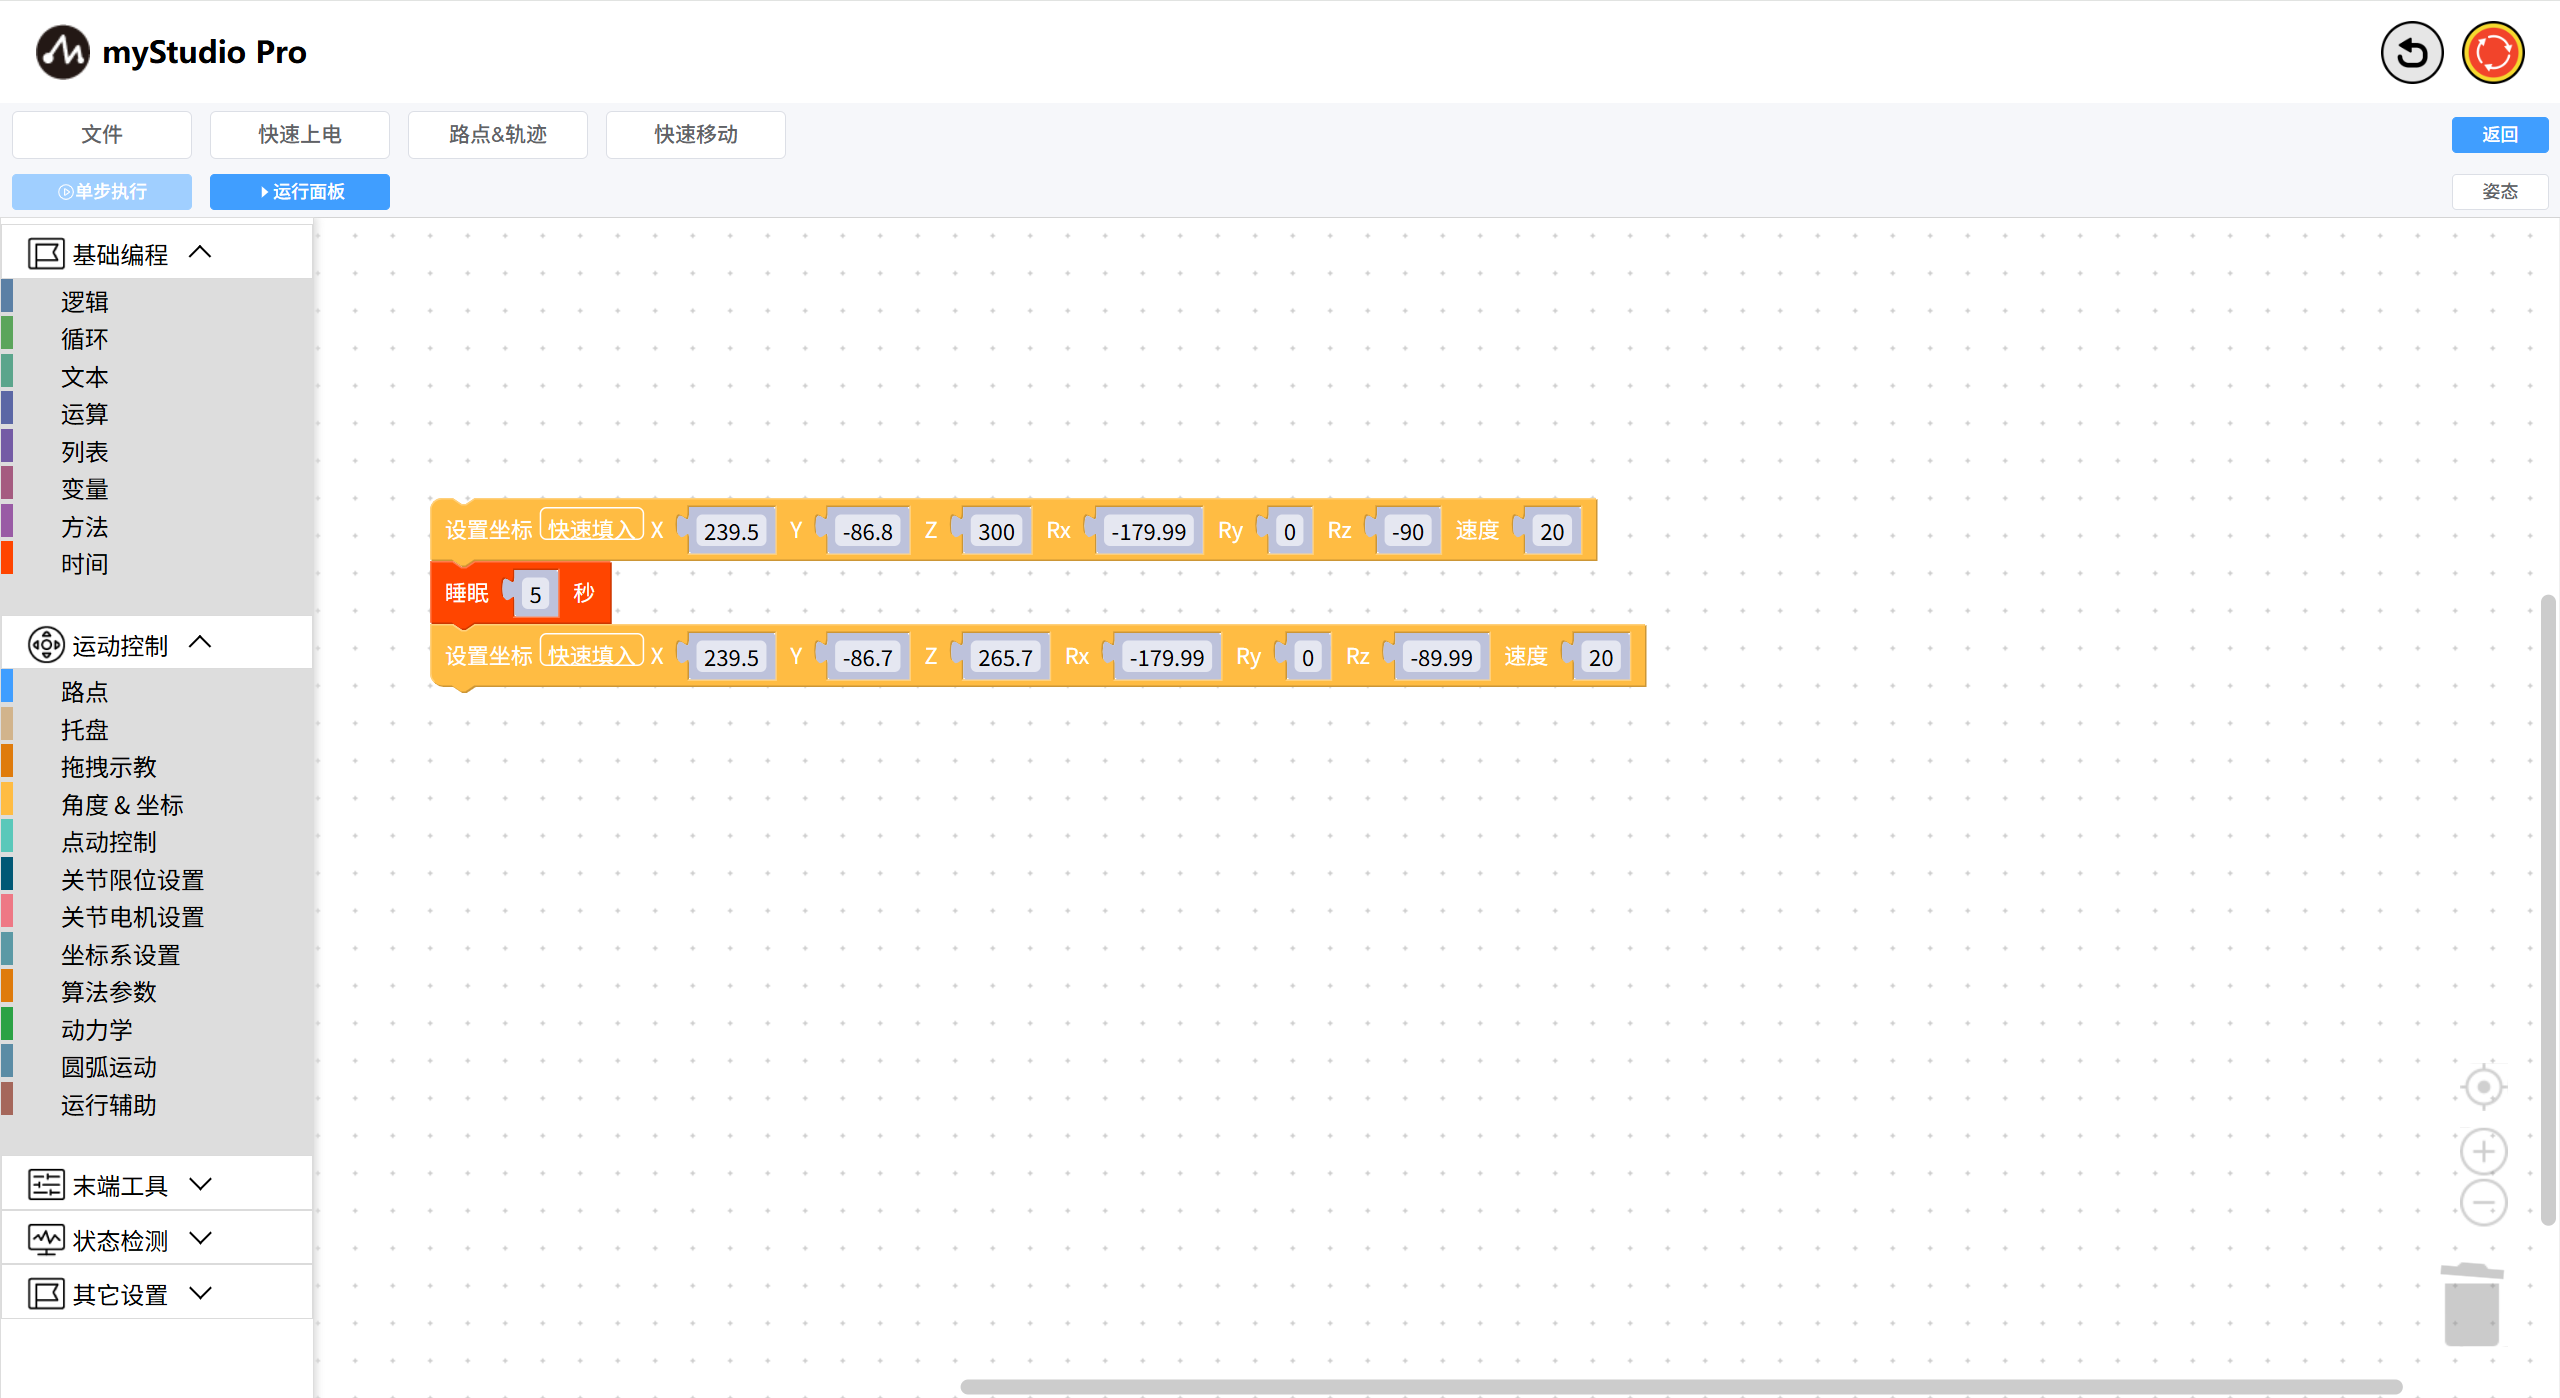 myStudio Pro
文件 快速上电 路点&轨迹 快速移动 返回
单步执行 运行面板 姿态
基础编程
逻辑
循环
文本
运算
列表
变量
方法
时间
运动控制
路点
托盘
拖拽示教
角度 & 坐标
点动控制
关节限位设置
关节电机设置
坐标系设置
算法参数
动力学
圆弧运动
运行辅助
末端工具
状态检测
其它设置
设置坐标 快速填入 X 239.5 Y -86.8 Z 300 Rx -179.99 Ry 0 Rz -90 速度 20
睡眠 5 秒
设置坐标 快速填入 X 239.5 Y -86.7 Z 265.7 Rx -179.99 Ry 0 Rz -89.99 速度 20